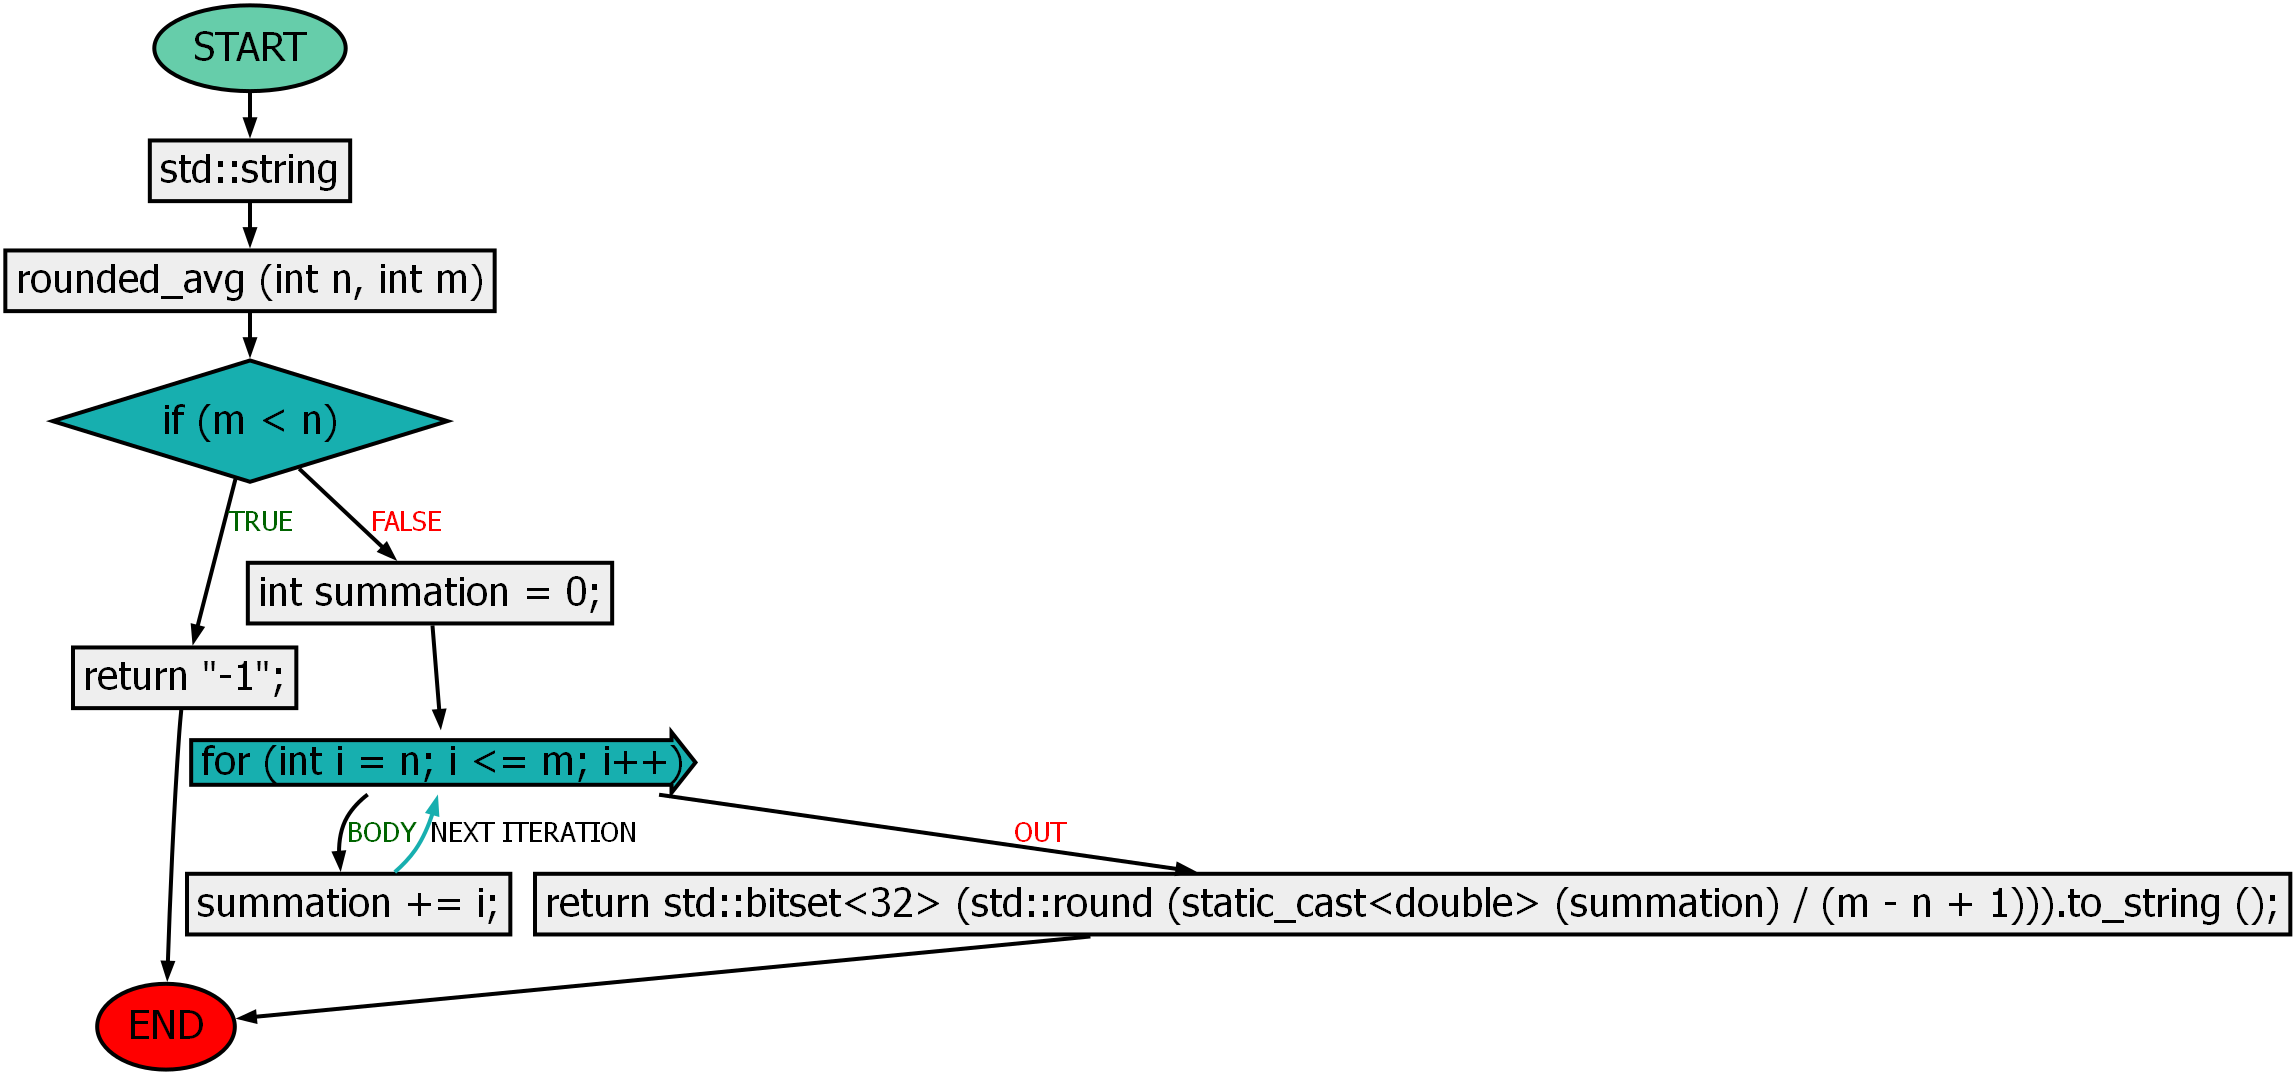 START
std::string
rounded_avg (int n, int m)
if (m < n)
TRUE
FALSE
int summation = 0;
return "-1";
for (int i = n; i <= m; i++)
BODY
NEXT ITERATION
OUT
summation += i;
return std::bitset<32> (std::round (static_cast<double> (summation) / (m - n + 1))).to_string ();
END